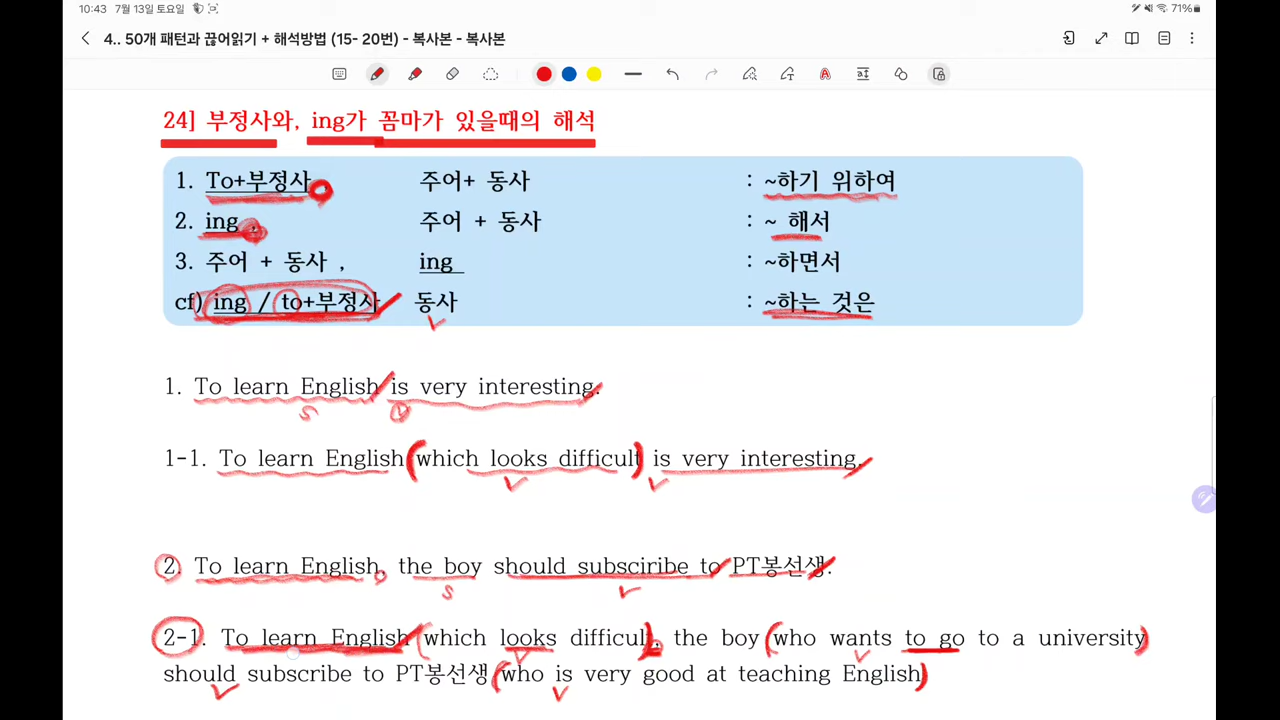 10:43 7월 13일 토요일 71%
4.. 50개 패턴과 끊어읽기 + 해석방법 (15- 20번) - 복사본 - 복사본
24] 부정사와, ing가 꼼마가 있을때의 해석
1. To+부정사 , 주어+ 동사 : ~하기 위하여
2. ing , 주어 + 동사 : ~ 해서
3. 주어 + 동사 , ing : ~하면서
cf) ing / to+부정사 동사 : ~하는 것은
1. To learn English is very interesting.
S V
1-1. To learn English which looks difficult is very interesting.
V V
2. To learn English, the boy should subsciribe to PT봉선생.
S V
2-1. To learn English which looks difficult, the boy who wants to go to a university
V V
should subscribe to PT봉선생 who is very good at teaching English
V V